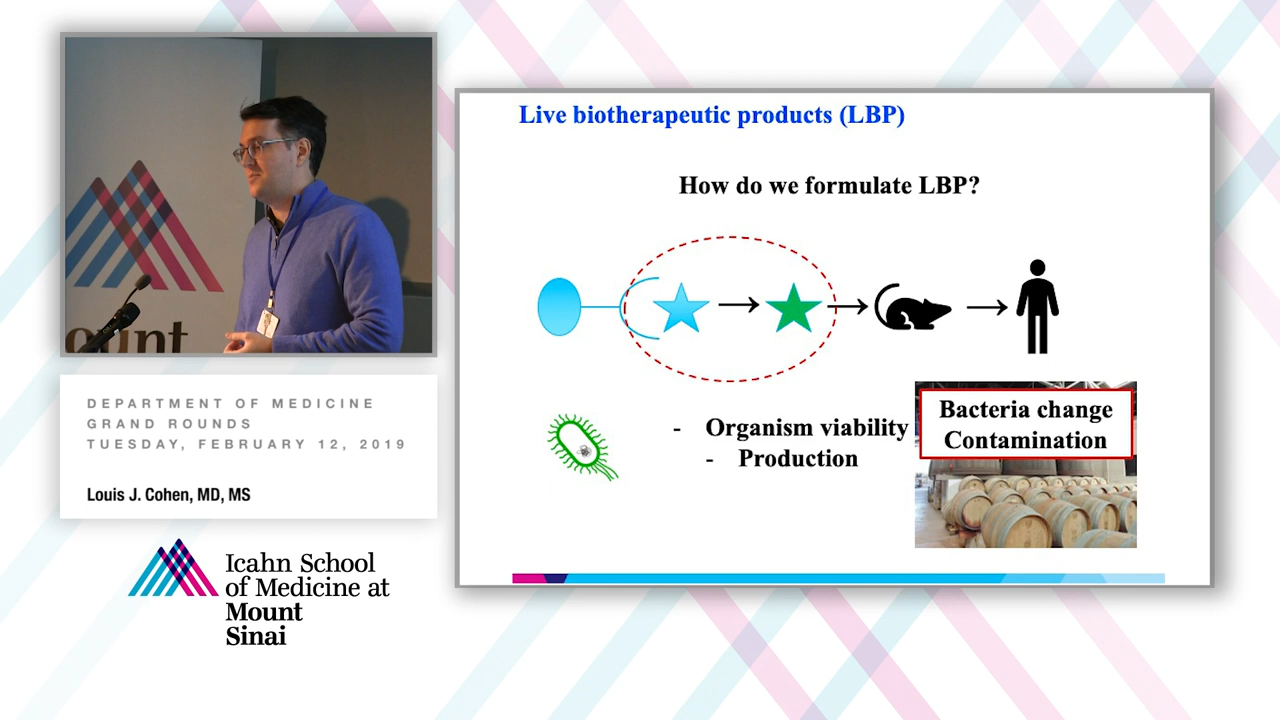 ount
DEPARTMENT OF MEDICINE
GRAND ROUNDS
TUESDAY, FEBRUARY 12, 2019
Louis J. Cohen, MD, MS
Icahn School
of Medicine at
Mount
Sinai
Live biotherapeutic products (LBP)
How do we formulate LBP?
- Organism viability
- Production
Bacteria change
Contamination